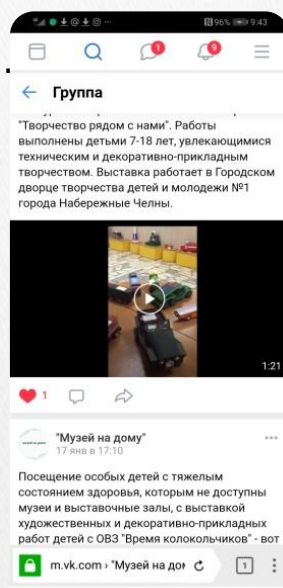 96% 9:43
9
Группа
"Творчество рядом с нами". Работы
выполнены детьми 7-18 лет, увлекающимися
техническим и декоративно-прикладным
творчеством. Выставка работает в Городском
дворце творчества детей и молодежи №1
города Набережные Челны.
1:21
1
"Музей на дому"
17 янв в 17:10
Посещение особых детей с тяжелым
состоянием здоровья, которым не доступны
музеи и выставочные залы, с выставкой
художественных и декоративно-прикладных
работ детей с ОВЗ "Время колокольчиков" - вот
m.vk.com › "Музей на дом
1